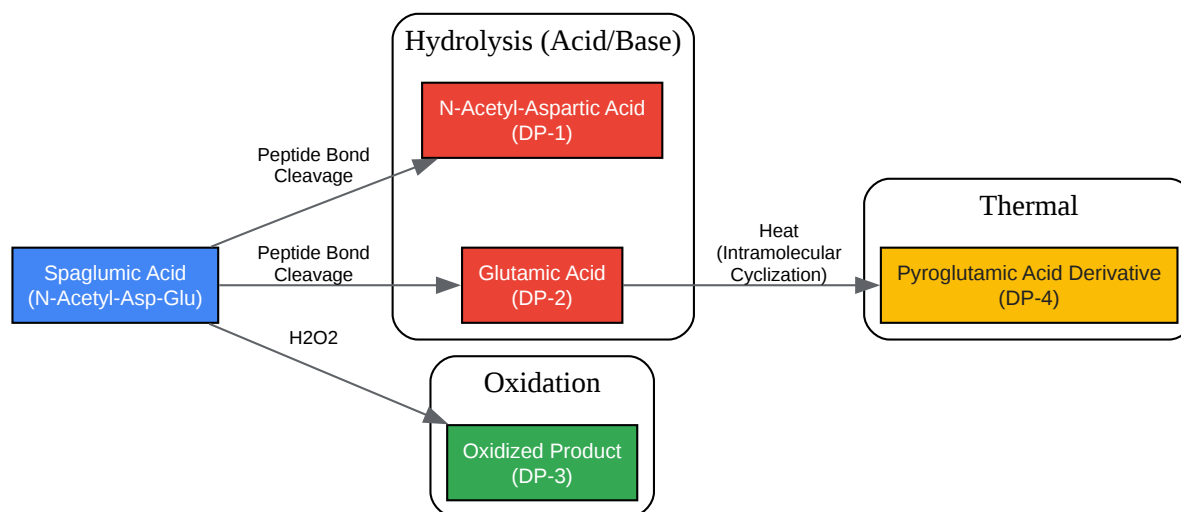 Hydrolysis (Acid/Base)
N-Acetyl-Aspartic Acid
(DP-1)
Peptide Bond
Cleavage
Thermal
Spaglumic Acid
(N-Acetyl-Asp-Glu)
Peptide Bond
Cleavage
Glutamic Acid
(DP-2)
Heat
(Intramolecular
Cyclization)
Pyroglutamic Acid Derivative
(DP-4)
H2O2
Oxidation
Oxidized Product
(DP-3)